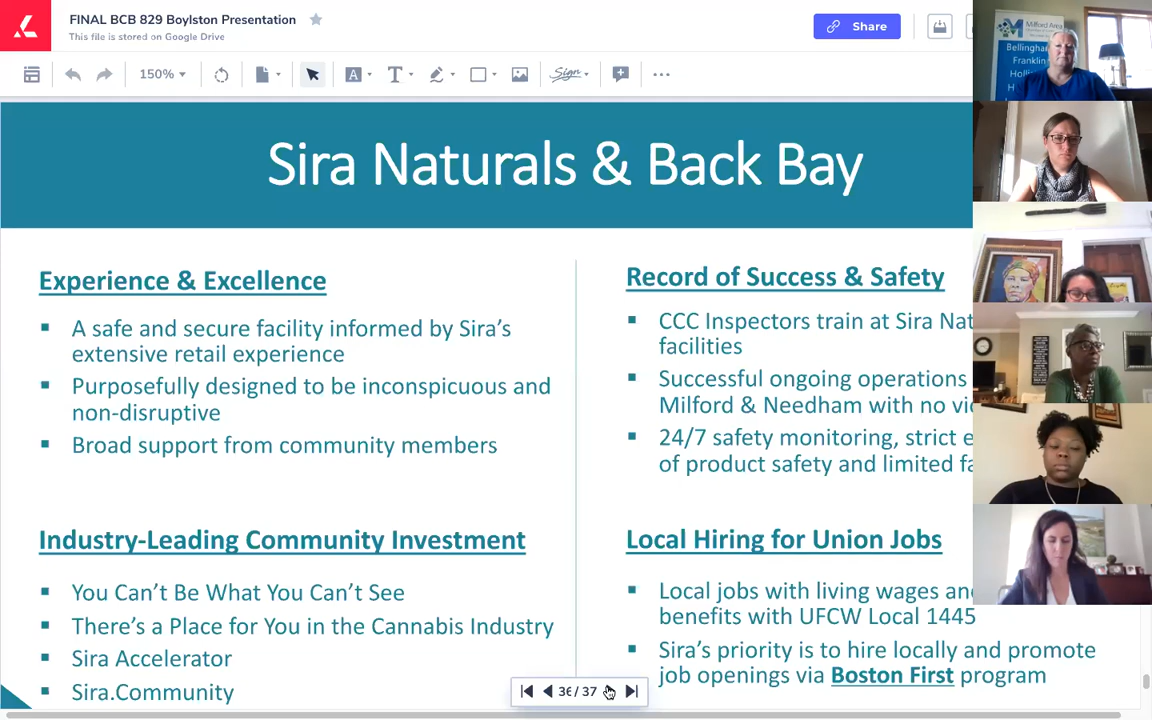 FINAL BCB 829 Boylston Presentation
This file is stored on Google Drive
Share
150%
A
T
Sign
Sira Naturals & Back Bay
Experience & Excellence
A safe and secure facility informed by Sira's
extensive retail experience
Purposefully designed to be inconspicuous and
non-disruptive
Broad support from community members
Industry-Leading Community Investment
You Can't Be What You Can't See
There's a Place for You in the Cannabis Industry
Sira Accelerator
Sira.Community
Record of Success & Safety
CCC Inspectors train at Sira
facilities
Successful ongoing operations
Milford & Needham with no
24/7 safety monitoring, strict
of product safety and limited
Local Hiring for Union Jobs
Local jobs with living wages
benefits with UFCW Local 1445
Sira's priority is to hire locally and promote
job openings via Boston First program
36 / 37
Milford Area
Bellingham
Franklin